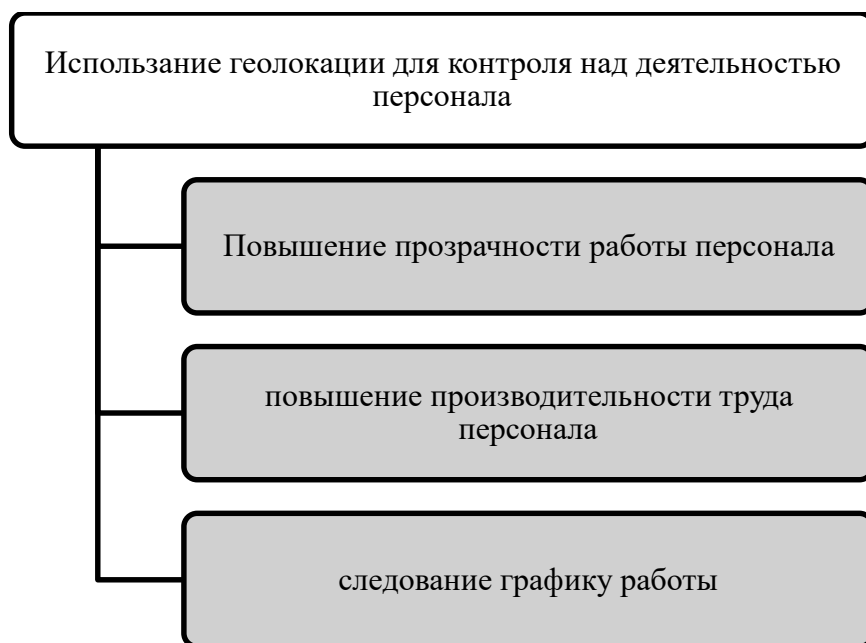 Использание геолокации для контроля над деятельностью
персонала
Повышение прозрачности работы персонала
повышение производительности труда
персонала
следование графику работы